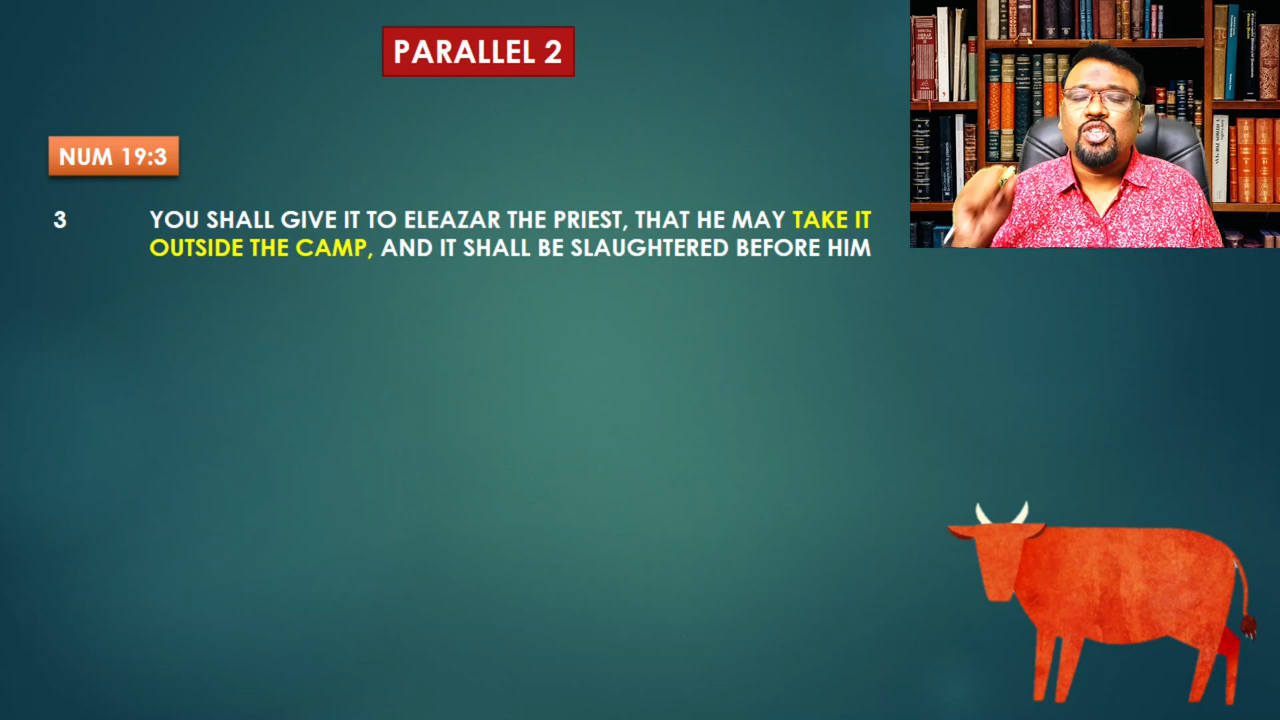 PARALLEL 2
NUM 19:3
3 YOU SHALL GIVE IT TO ELEAZAR THE PRIEST, THAT HE MAY TAKE IT
OUTSIDE THE CAMP, AND IT SHALL BE SLAUGHTERED BEFORE HIM